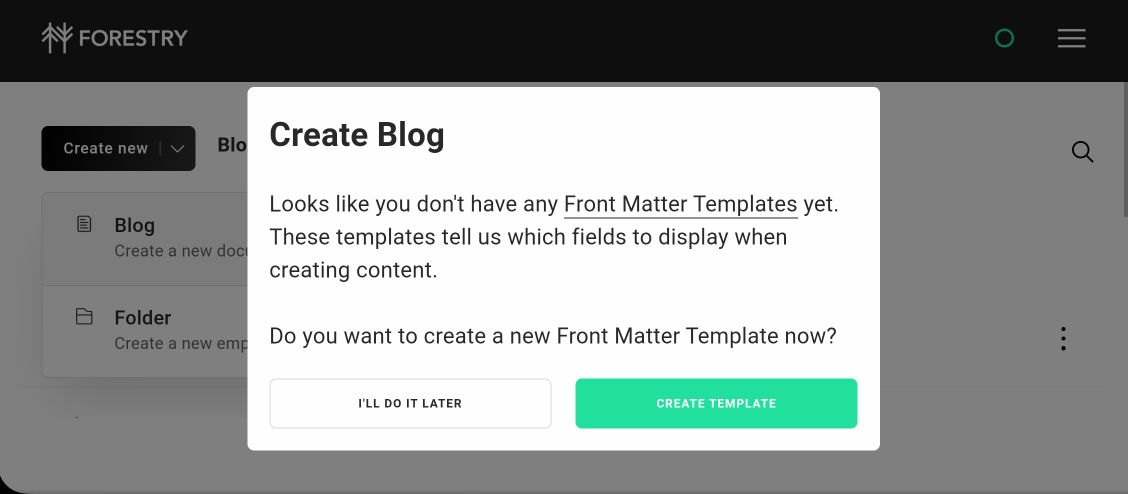 FORESTRY
Create new
Blo
Blog
Create a new docu
Folder
Create a new emp
Create Blog
Looks like you don't have any Front Matter Templates yet.
These templates tell us which fields to display when
creating content.
Do you want to create a new Front Matter Template now?
I'LL DO IT LATER
CREATE TEMPLATE